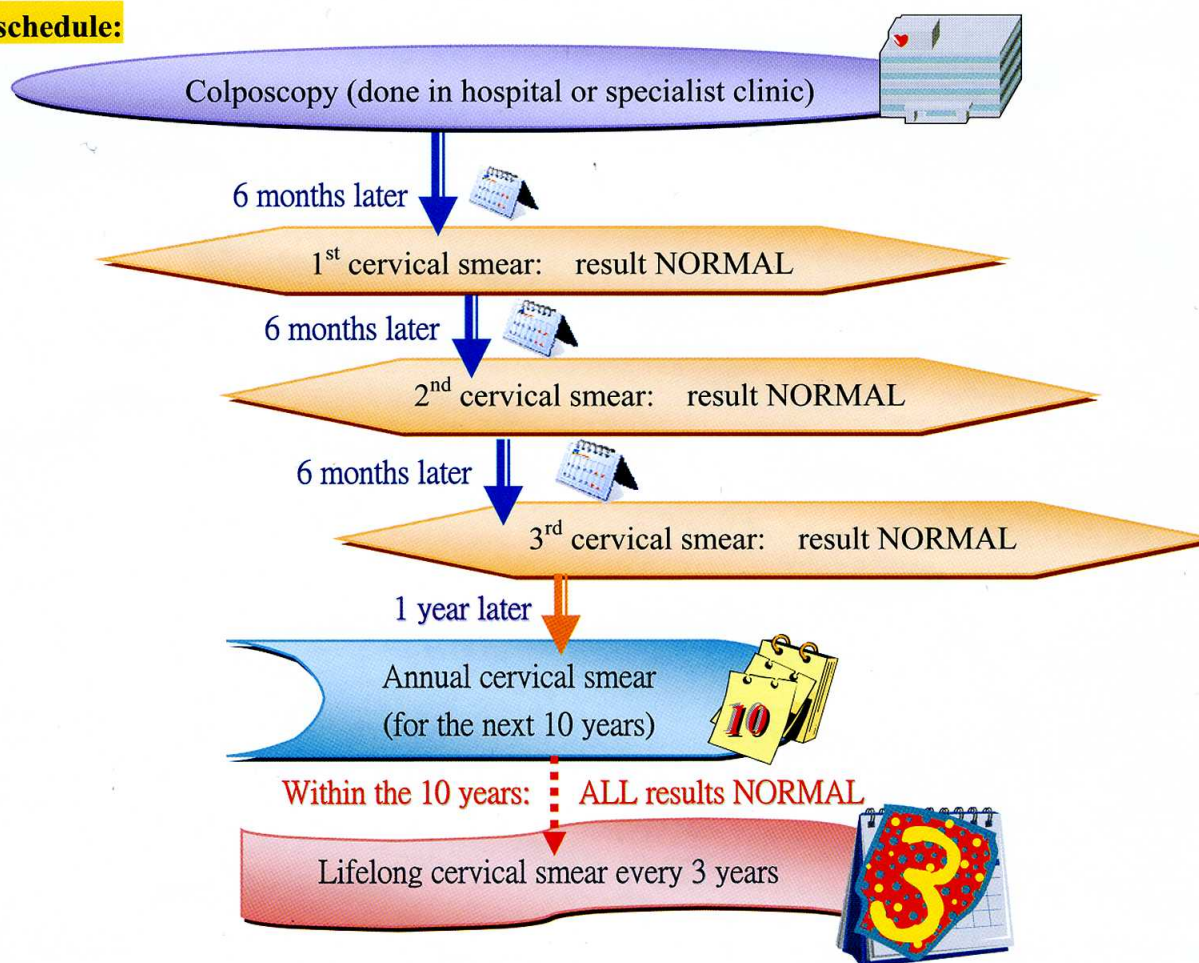 schedule:
Colposcopy (done in hospital or specialist clinic)
6 months later
1st cervical smear: result NORMAL
6 months later
2nd cervical smear: result NORMAL
6 months later
3rd cervical smear: result NORMAL
1 year later
Annual cervical smear
(for the next 10 years)
10
Within the 10 years: ALL results NORMAL
Lifelong cervical smear every 3 years
3